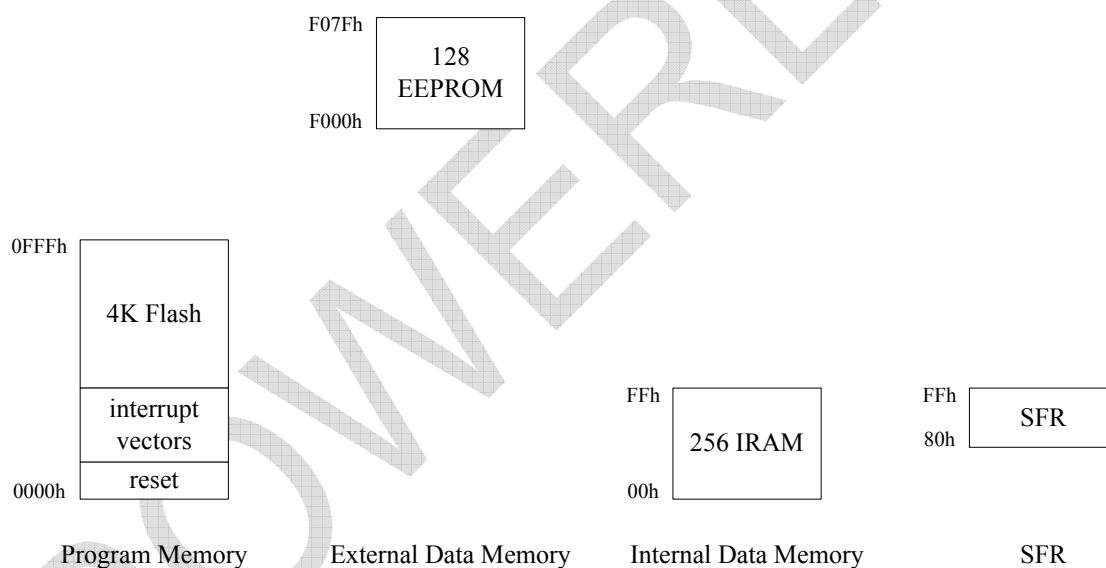 F07Fh
128
EEPROM
F000h
0FFFh
4K Flash
interrupt
vectors
reset
0000h
FFh
256 IRAM
00h
FFh
SFR
80h
Program Memory
External Data Memory
Internal Data Memory
SFR